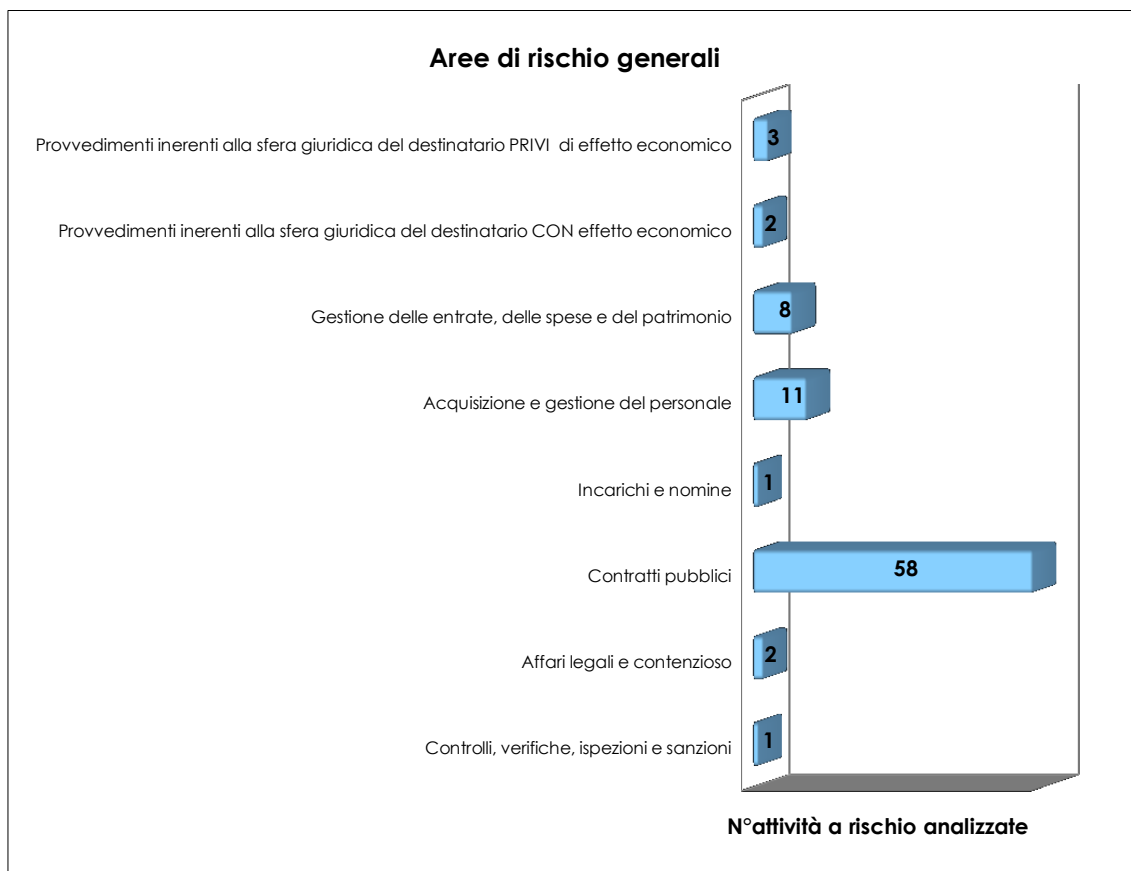 Aree di rischio generali
Provvedimenti inerenti alla sfera giuridica del destinatario PRIVI di effetto economico
3
Provvedimenti inerenti alla sfera giuridica del destinatario CON effetto economico
2
Gestione delle entrate, delle spese e del patrimonio
8
Acquisizione e gestione del personale
11
Incarichi e nomine
1
Contratti pubblici
58
Affari legali e contenzioso
2
Controlli, verifiche, ispezioni e sanzioni
1
N°attività a rischio analizzate